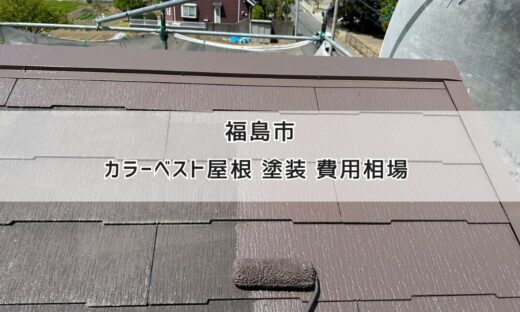 福島市
カラーベスト屋根 塗装 費用相場